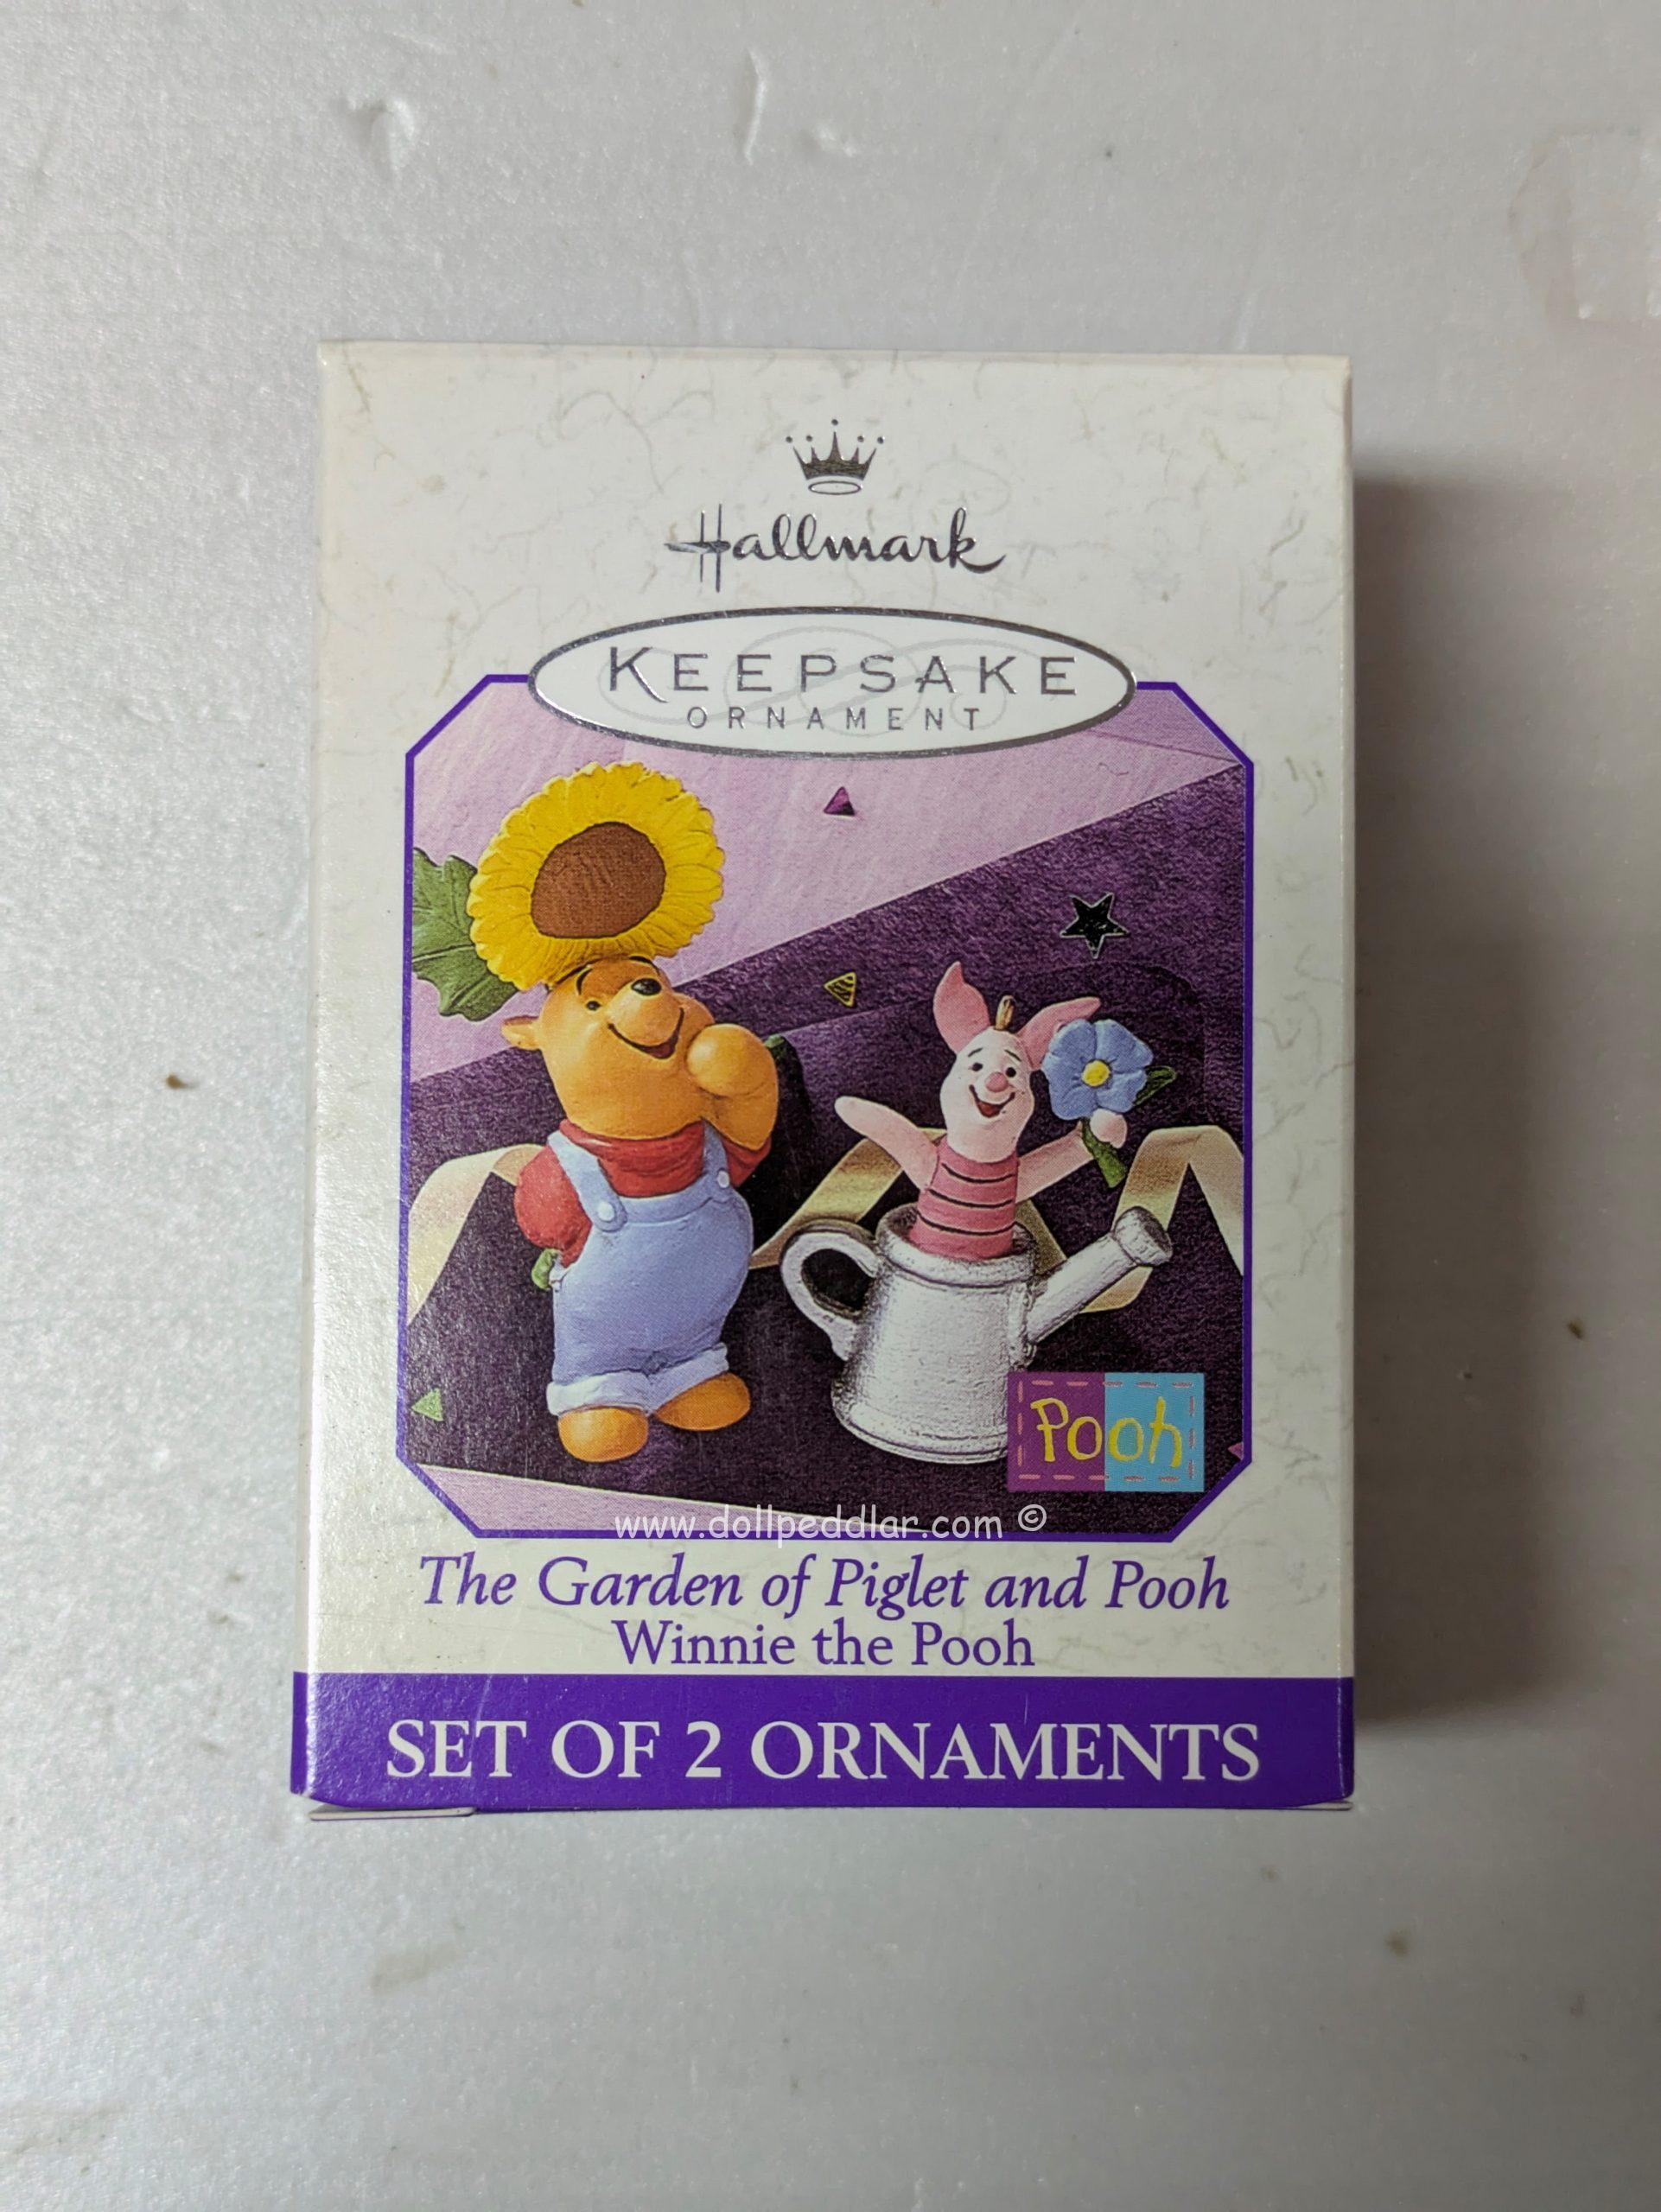 Hallmark
KEEPSAKE
ORNAMENT
Pooh
www.dollpeddlar.com ©
The Garden of Piglet and Pooh
Winnie the Pooh
SET OF 2 ORNAMENTS